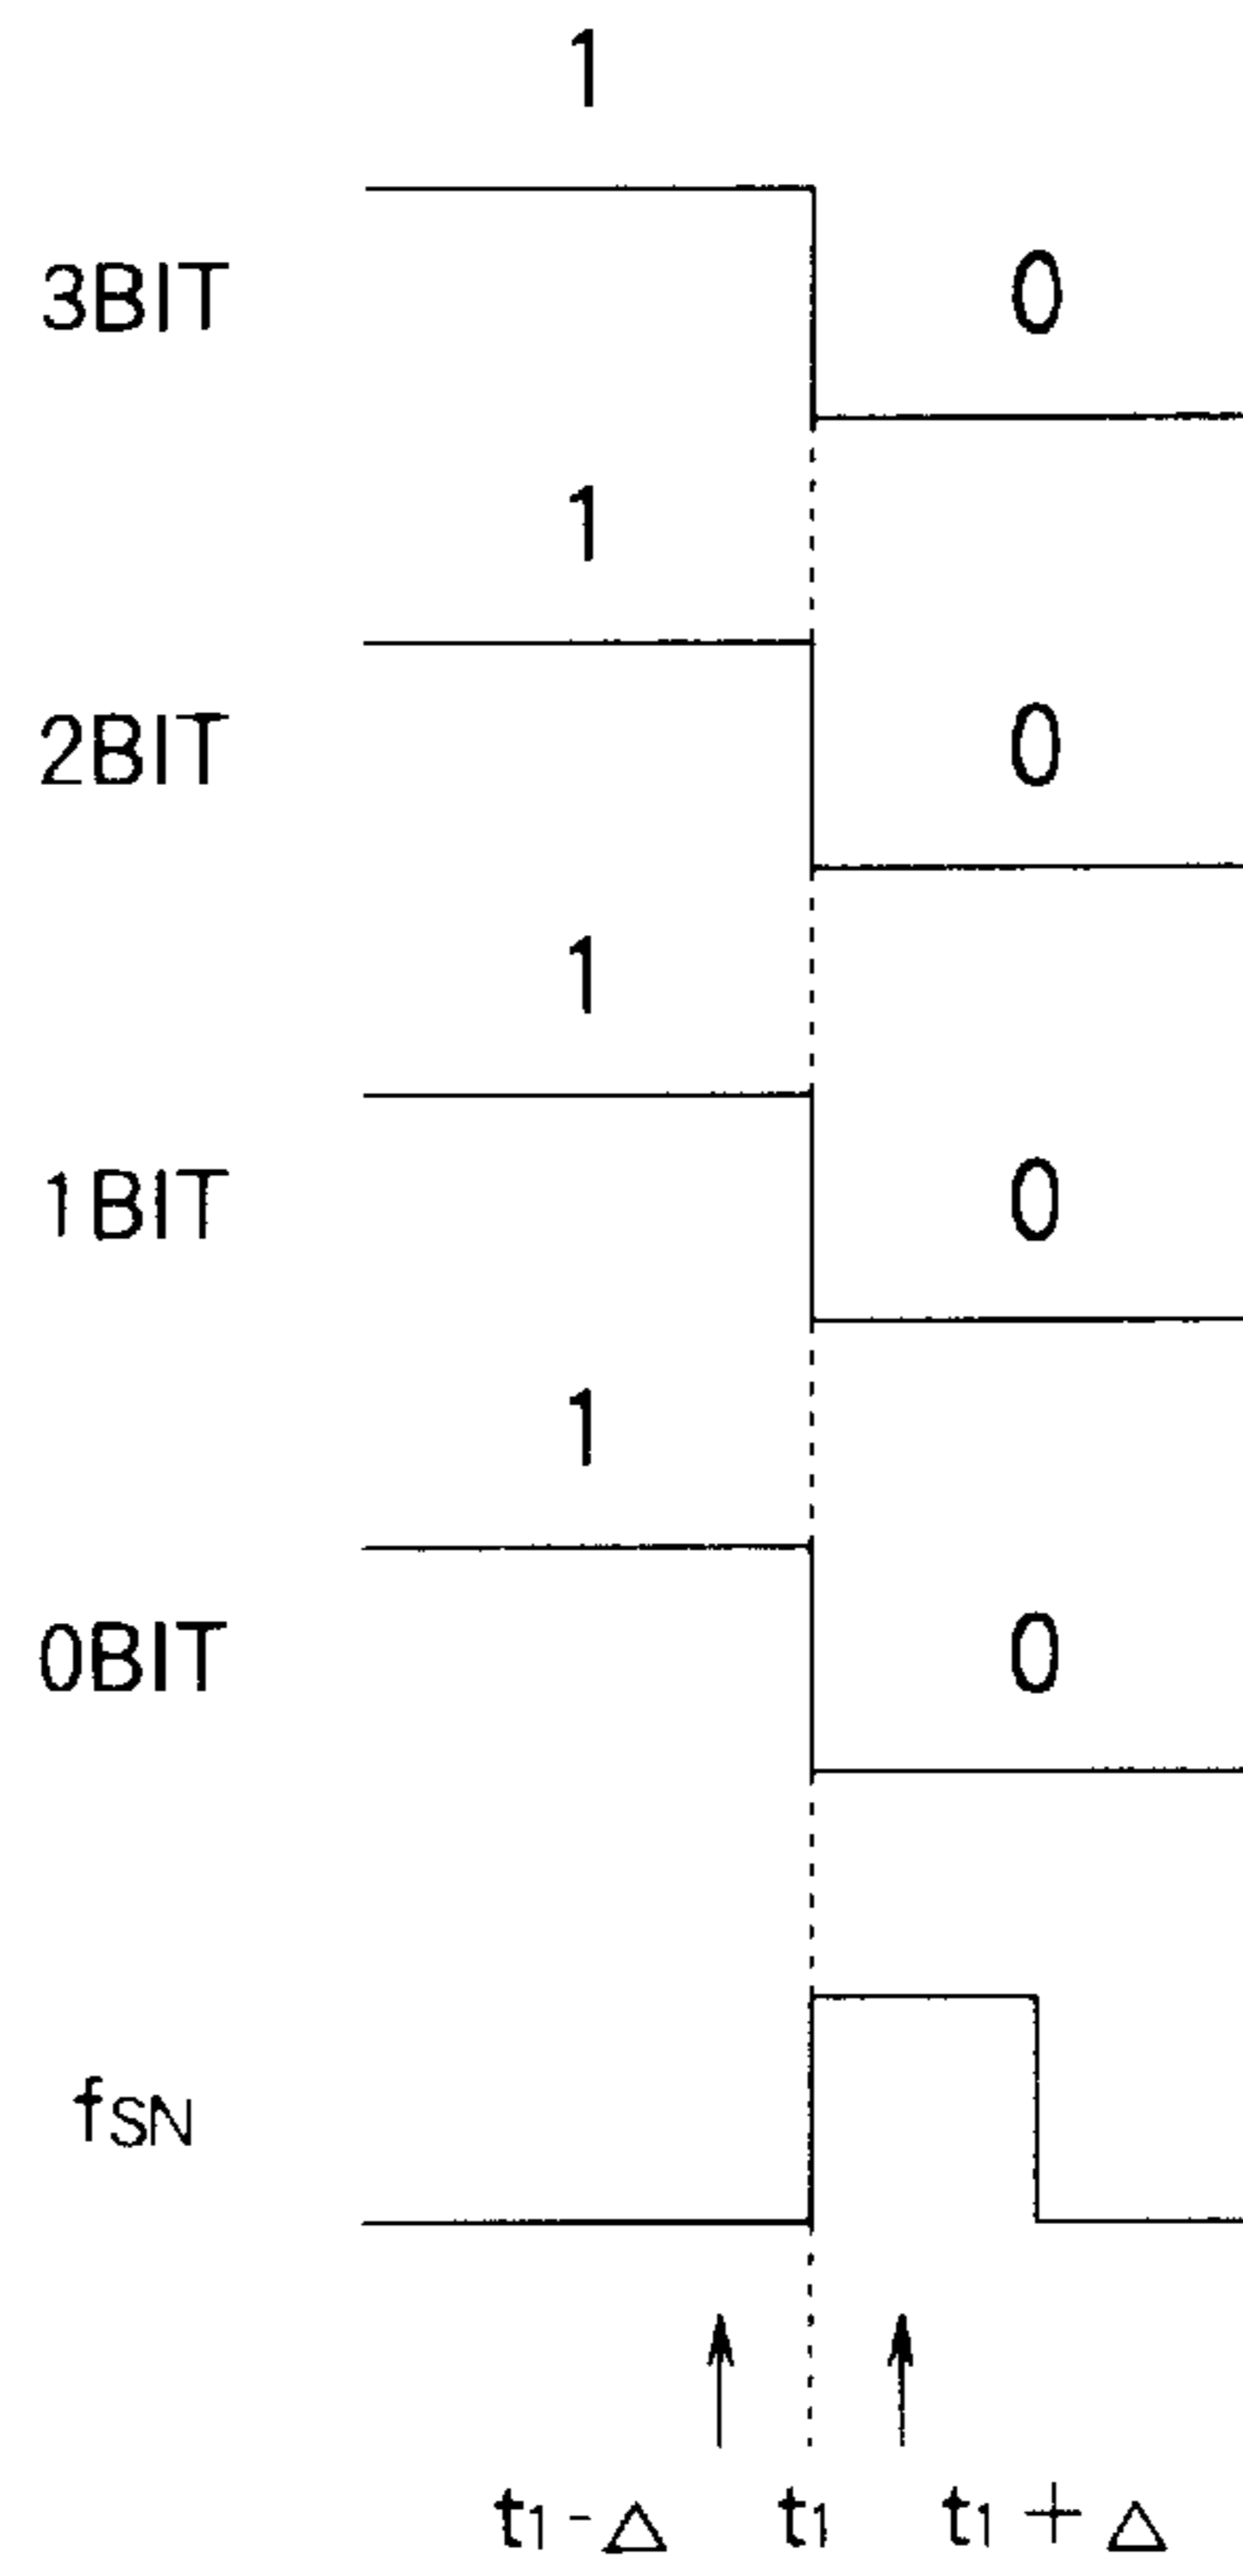 1
3BIT 0
1
2BIT 0
1
1BIT 0
1
0BIT 0
fSN
t1-△ t1 t1+△